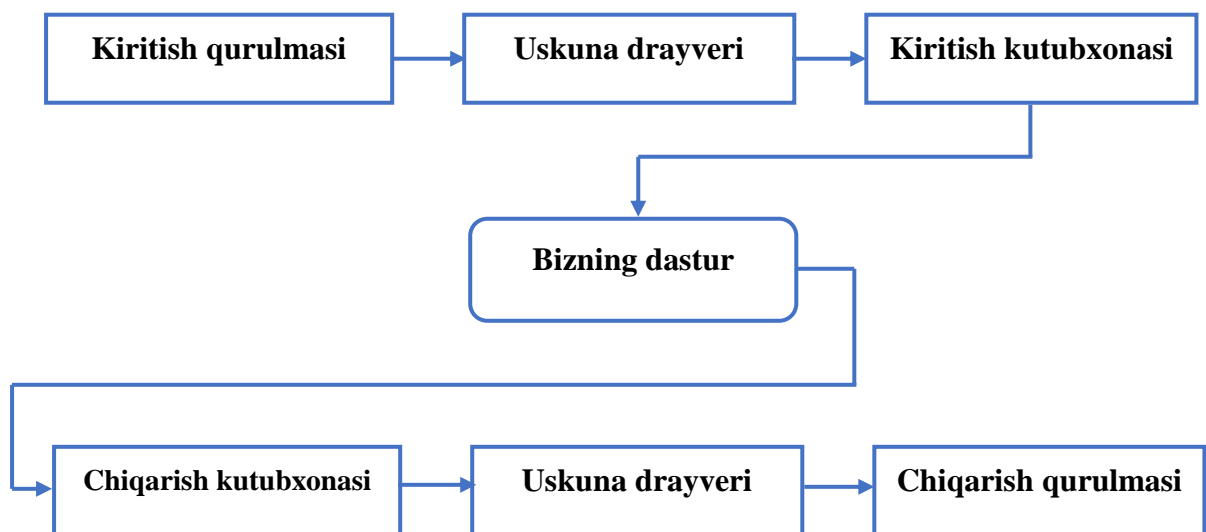 Kiritish qurulmasi
Uskuna drayveri
Kiritish kutubxonasi
Bizning dastur
Chiqarish kutubxonasi
Uskuna drayveri
Chiqarish qurulmasi